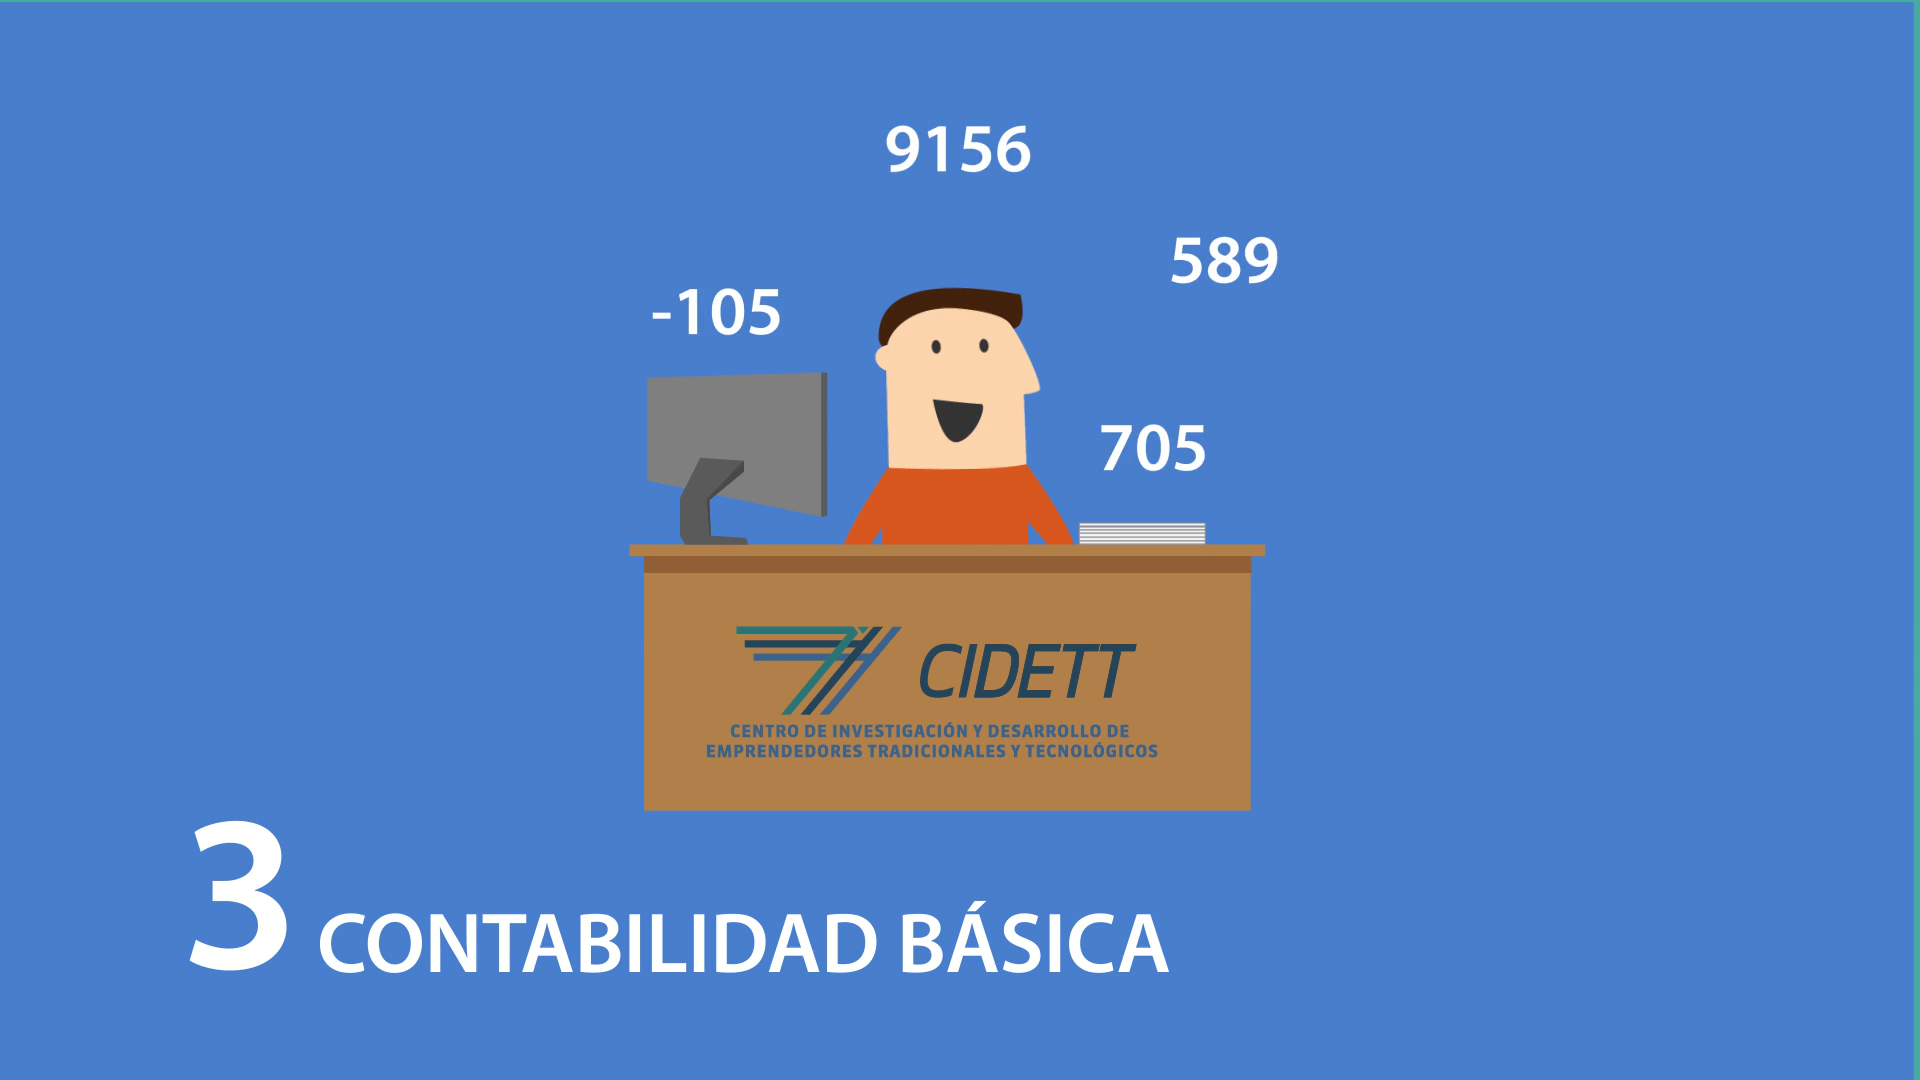 9156
589
-105
705
CIDETT
CENTRO DE INVESTIGACIÓN Y DESARROLLO DE
EMPRENDEDORES TRADICIONALES Y TECNOLÓGICOS
3 CONTABILIDAD BÁSICA